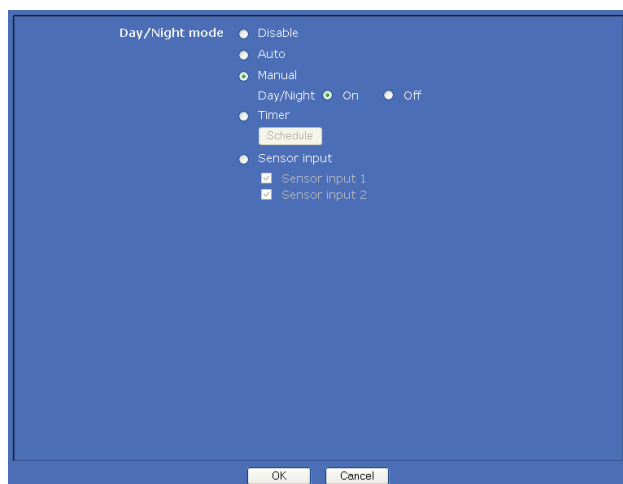 Day/Night mode Disable
Auto
Manual
Day/Night On Off
Timer
Schedule
Sensor input
Sensor input 1
Sensor input 2
OK Cancel